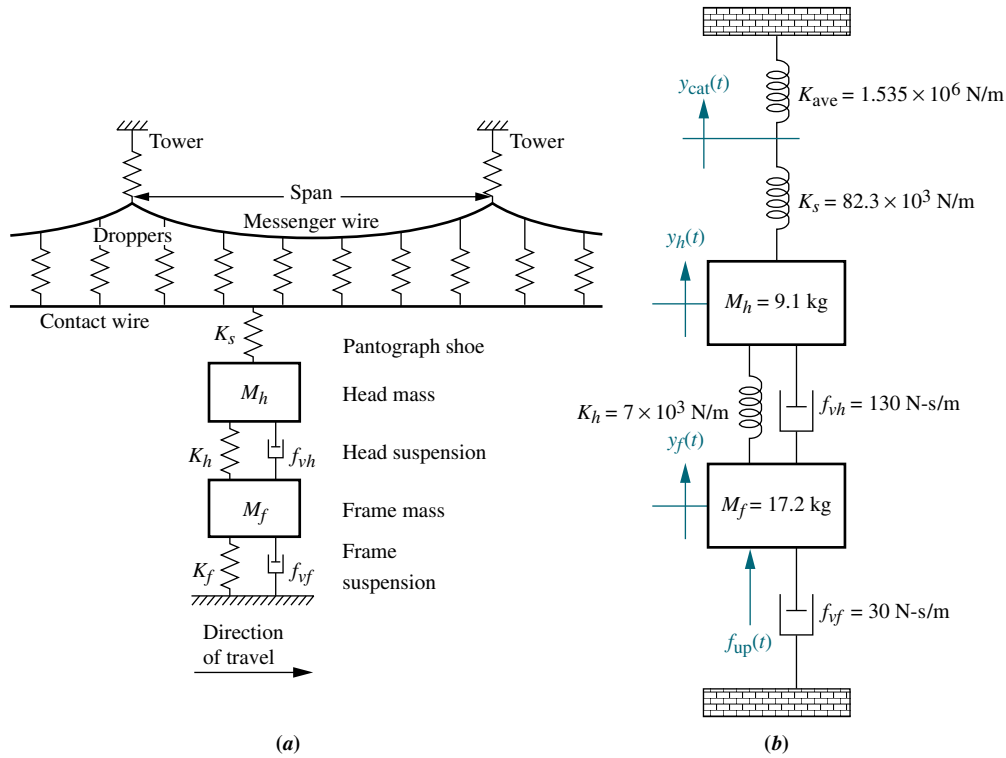 Tower
Tower
Span
Messenger wire
Droppers
Contact wire
K_s
Pantograph shoe
M_h
Head mass
K_h
f_vh
Head suspension
M_f
Frame mass
K_f
f_vf
Frame
suspension
Direction
of travel
(a)
y_cat(t)
K_ave = 1.535 × 10^6 N/m
K_s = 82.3 × 10^3 N/m
y_h(t)
M_h = 9.1 kg
K_h = 7 × 10^3 N/m
f_vh = 130 N-s/m
y_f(t)
M_f = 17.2 kg
f_vf = 30 N-s/m
f_up(t)
(b)